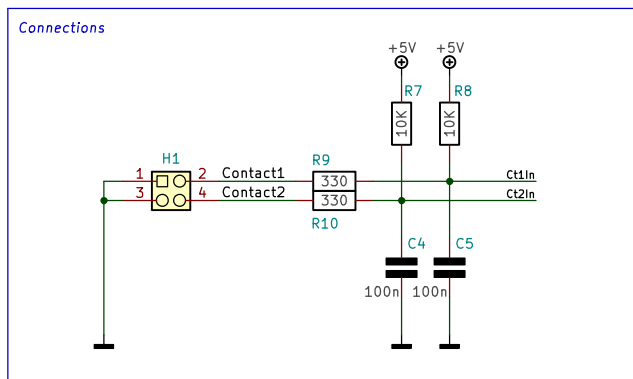 Connections
+5V +5V
R7 R8
10K 10K
H1 R9
1 2 Contact1 330 Ct1In
3 4 Contact2 330 Ct2In
R10
C4 C5
100n 100n